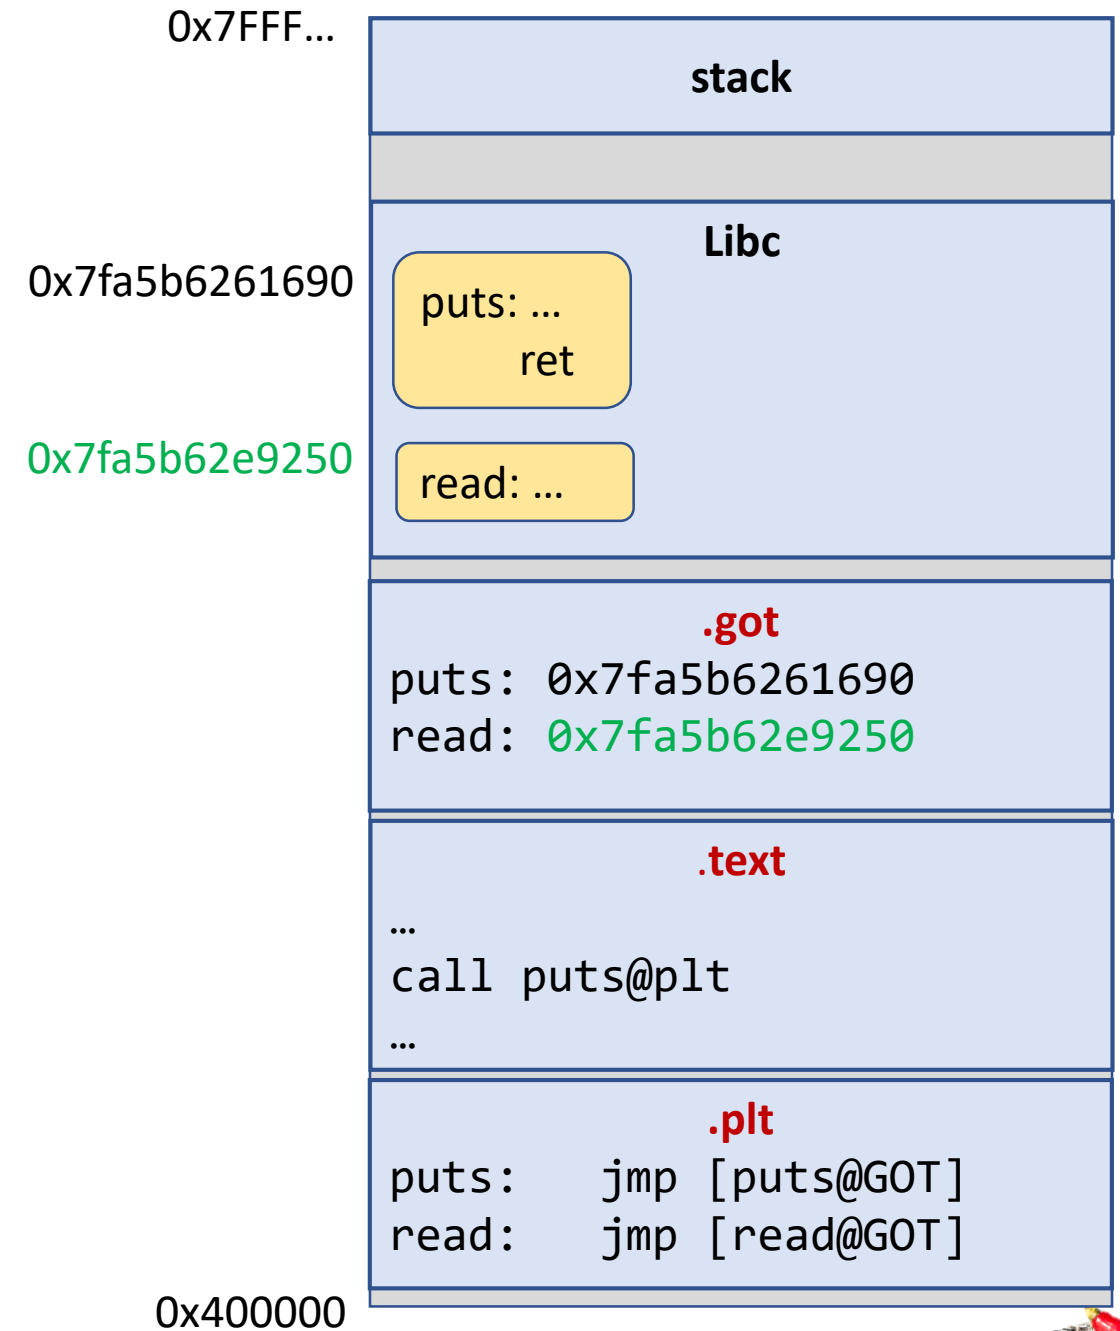 0x7FFF…
stack
Libc
0x7fa5b6261690
puts: …
ret
0x7fa5b62e9250
read: …
.got
puts: 0x7fa5b6261690
read: 0x7fa5b62e9250
.text
…
call puts@plt
…
.plt
puts: jmp [puts@GOT]
read: jmp [read@GOT]
0x400000